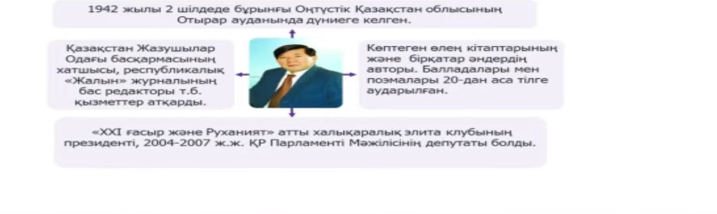 1942 жылы 2 шілдеде бұрынғы Оңтүстік Қазақстан облысының
Отырар ауданында дүниеге келген.
Қазақстан Жазушылар
Одағы басқармасының
хатшысы, республикалық
«Жалын» журналының
бас редакторы т.б.
қызметтер атқарды.
Көптеген өлең кітаптарының
және бірқатар әндердің
авторы. Балладалары мен
поэмалары 20-дан аса тілге
аударылған.
«ХХІ ғасыр және Руханият» атты халықаралық элита клубының
президенті, 2004-2007 ж.ж. ҚР Парламенті Мәжілісінің депутаты болды.